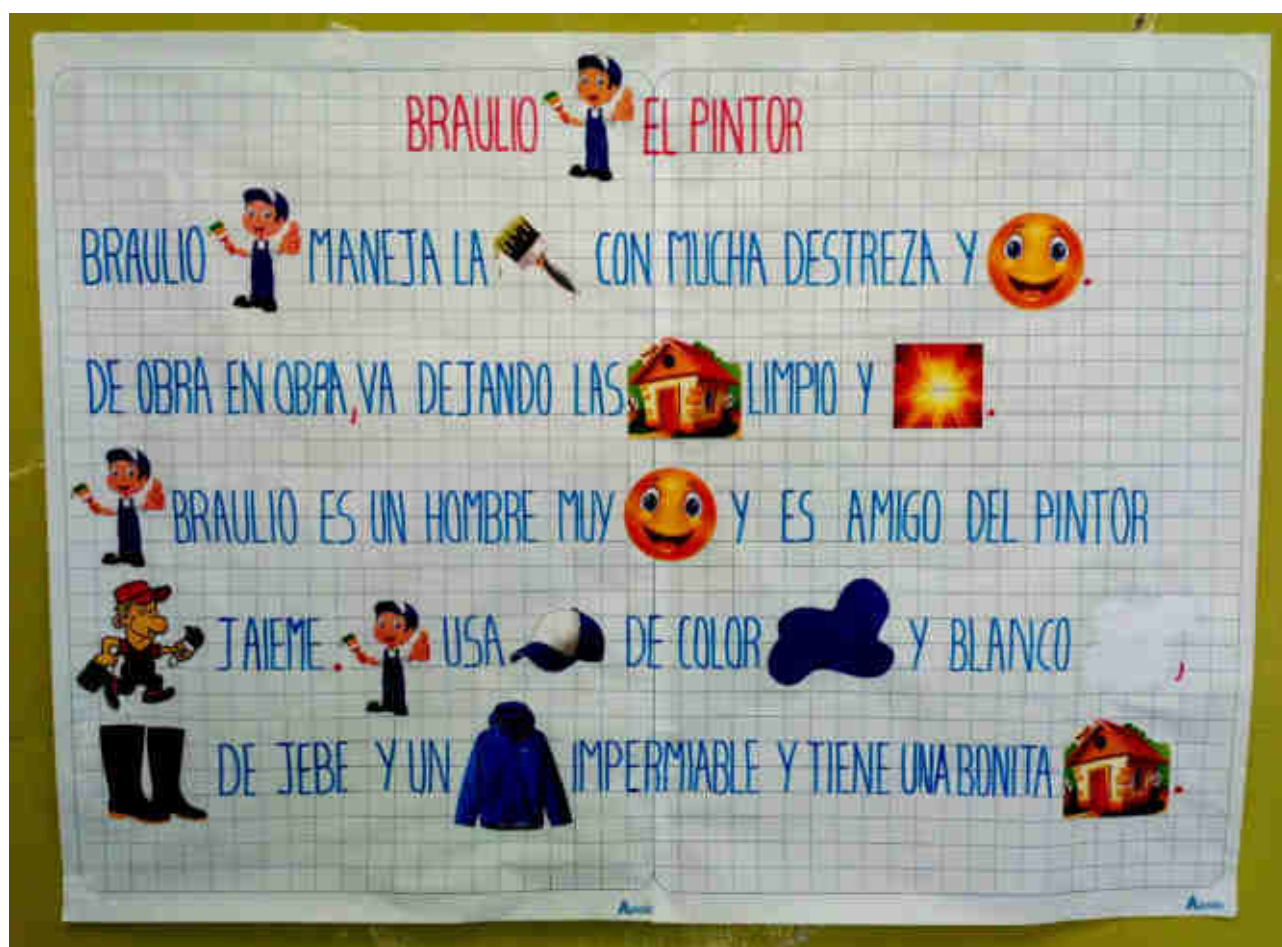 BRAULIO EL PINTOR
BRAULIO MANEJA LA CON MUCHA DESTREZA Y .
DE OBRA EN OBRA, VA DEJANDO LAS LIMPIO Y .
BRAULIO ES UN HOMBRE MUY Y ES AMIGO DEL PINTOR
JAIEME. USA DE COLOR Y BLANCO ,
DE JEBE Y UN IMPERMIABLE Y TIENE UNA BONITA .